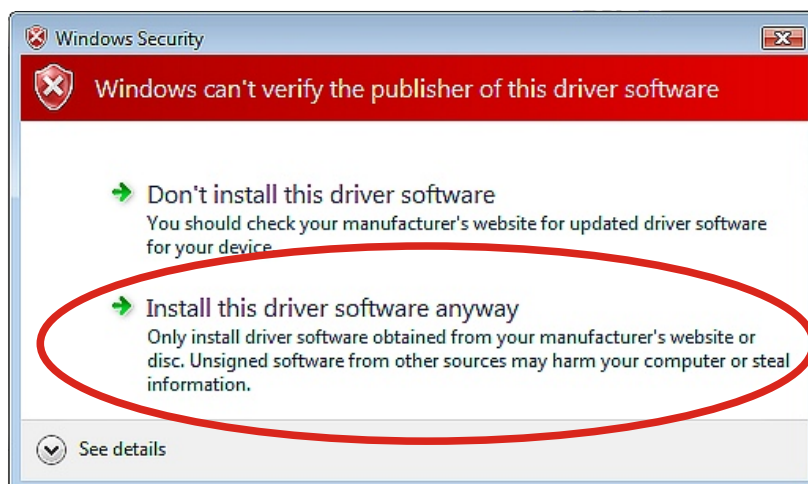 Windows Security
Windows can't verify the publisher of this driver software
Don't install this driver software
You should check your manufacturer's website for updated driver software
for your device.
Install this driver software anyway
Only install driver software obtained from your manufacturer's website or
disc. Unsigned software from other sources may harm your computer or steal
information.
See details